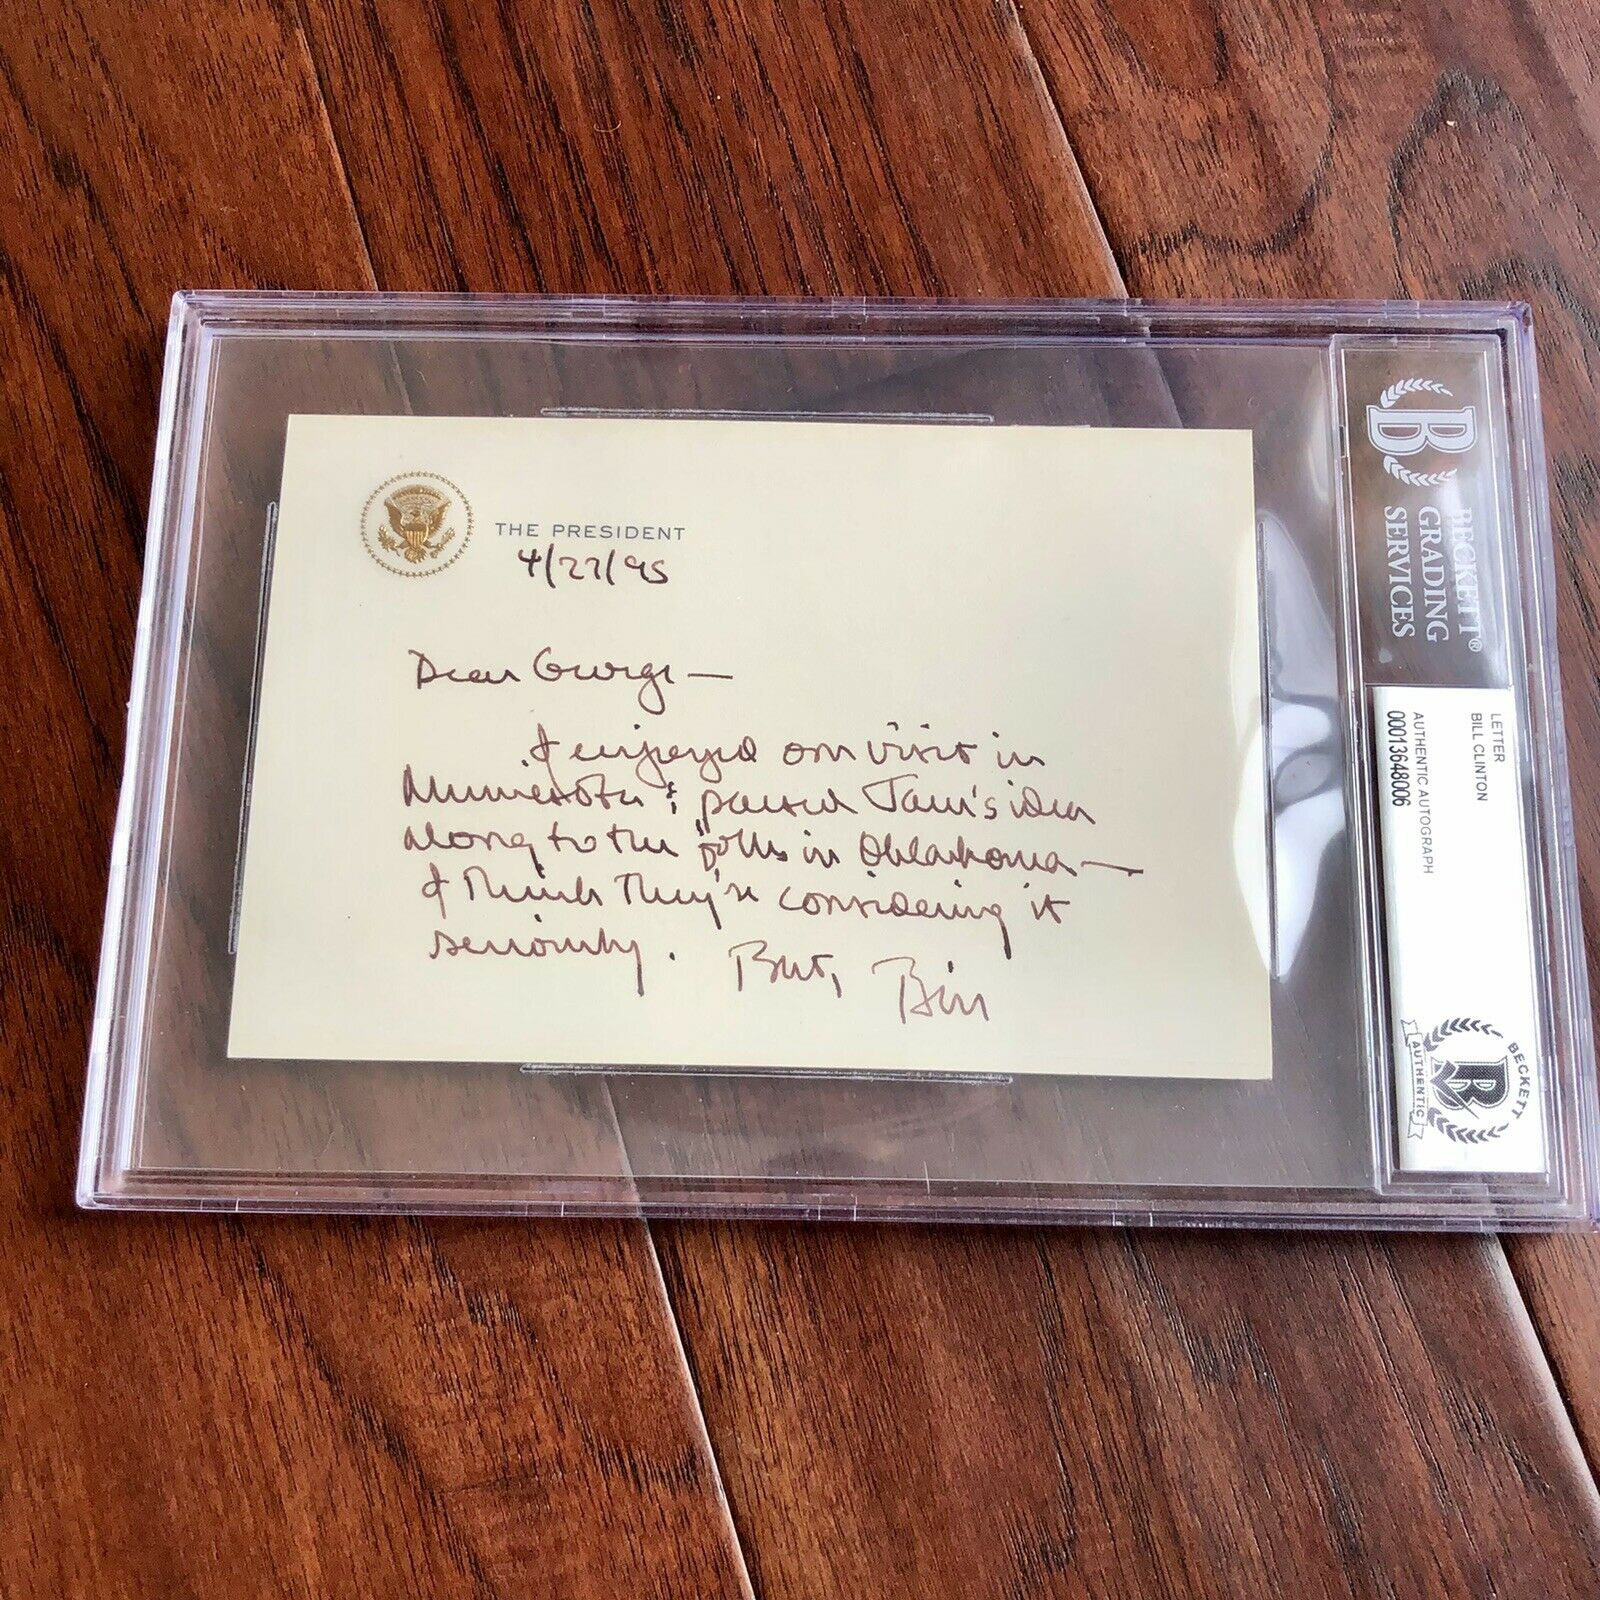 THE PRESIDENT
4/27/95
Dear George —
I enjoyed our visit in
Minnesota & passed idea
along to the folks in Oklahoma —
I think they're considering it
seriously. Best, Bill
BECKETT®
GRADING
SERVICES
LETTER
BILL CLINTON
AUTHENTIC AUTOGRAPH
00013648006
BECKETT
AUTHENTIC